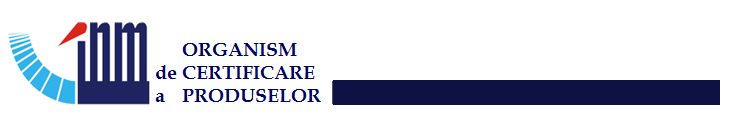 inm
ORGANISM
de CERTIFICARE
a PRODUSELOR